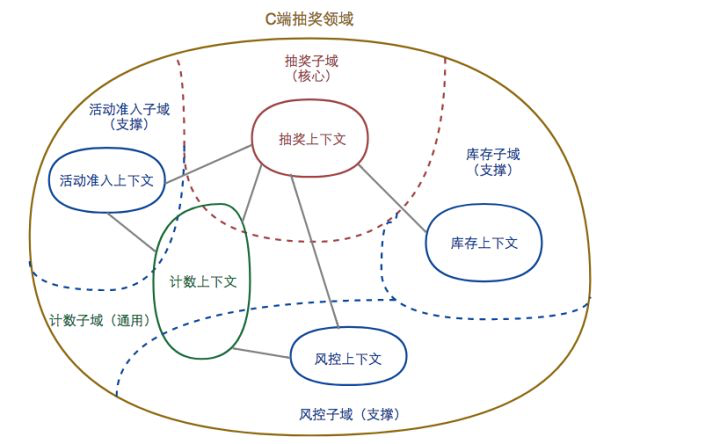 C端抽奖领域
抽奖子域
（核心）
活动准入子域
（支撑）
抽奖上下文
库存子域
（支撑）
活动准入上下文
库存上下文
计数上下文
计数子域（通用）
风控上下文
风控子域（支撑）